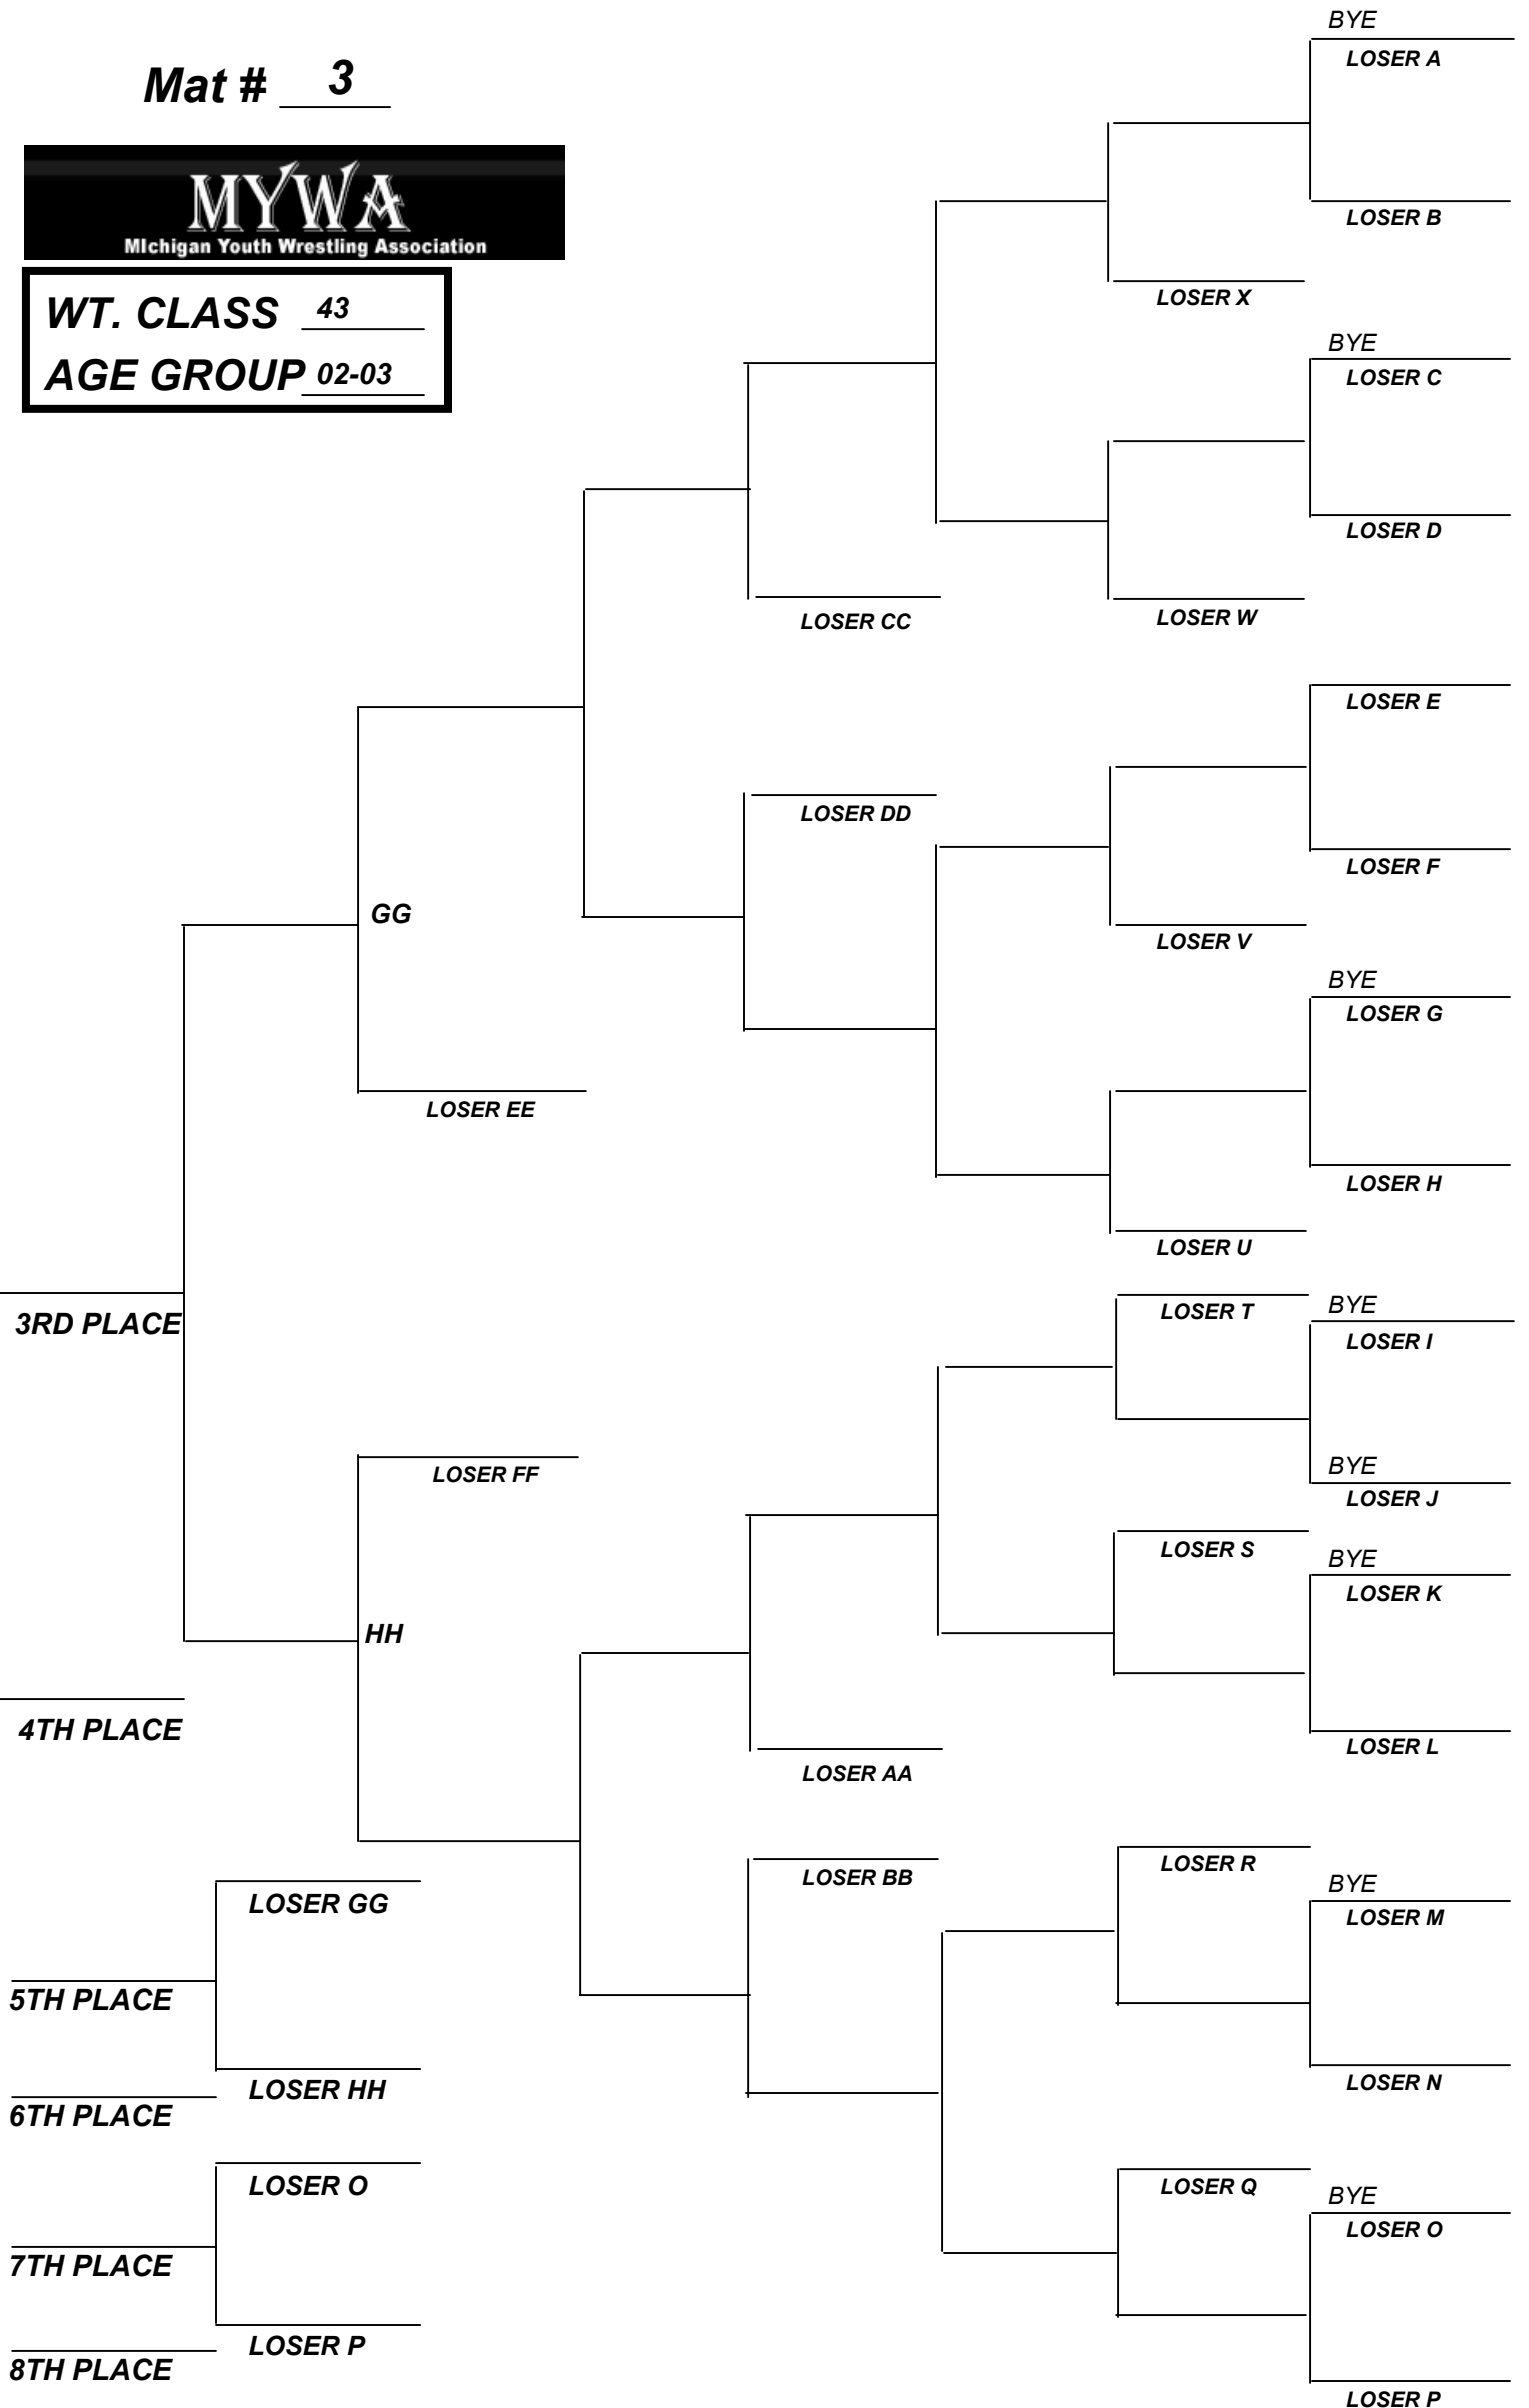 Mat # 3
MYWA
MIchigan Youth Wrestling Association
WT. CLASS 43
AGE GROUP 02-03
BYE
LOSER A
LOSER B
LOSER X
BYE
LOSER C
LOSER D
LOSER CC
LOSER W
LOSER E
LOSER DD
LOSER F
GG
LOSER V
BYE
LOSER G
LOSER EE
LOSER H
LOSER U
3RD PLACE
LOSER T
BYE
LOSER I
LOSER FF
BYE
LOSER J
LOSER S
BYE
LOSER K
HH
4TH PLACE
LOSER L
LOSER AA
LOSER R
LOSER BB
BYE
LOSER M
LOSER GG
5TH PLACE
LOSER N
LOSER HH
6TH PLACE
LOSER O
LOSER Q
BYE
LOSER O
7TH PLACE
LOSER P
8TH PLACE
LOSER P